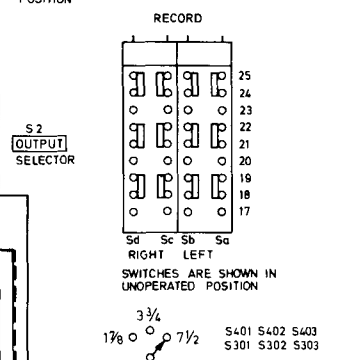 POSITION
RECORD
25
24
23
S2
22
OUTPUT
21
SELECTOR
20
19
18
17
Sd Sc Sb Sa
RIGHT LEFT
SWITCHES ARE SHOWN IN
UNOPERATED POSITION
3 3/4
1 7/8 7 1/2
S401 S402 S403
S301 S302 S303